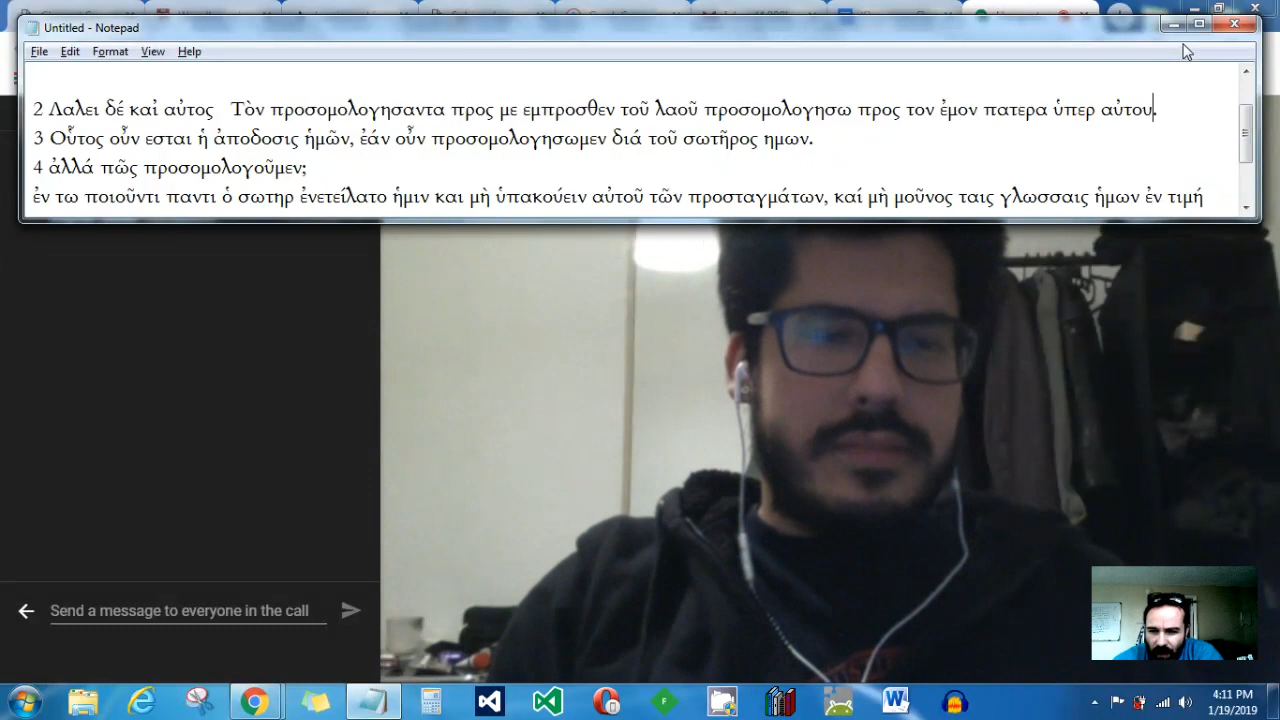 Untitled - Notepad
File Edit Format View Help
2 Λαλει δέ καἰ αὐτος Τὸν προσομολογησαντα προς με εμπροσθεν τοῦ λαοῦ προσομολογησω προς τον ἐμον πατερα ὑπερ αὐτου.
3 Οὗτος οὖν εσται ἡ ἀποδοσις ἡμῶν, ἐάν οὖν προσομολογησωμεν διά τοῦ σωτῆρος ημων.
4 ἀλλά πῶς προσομολογοῦμεν;
ἐν τω ποιοῦντι παντι ὁ σωτηρ ἐνετείλατο ἡμιν και μὴ ὑπακούειν αὐτοῦ τῶν προσταγμάτων, καί μὴ μοῦνος ταις γλωσσαις ἡμων ἐν τιμή
Send a message to everyone in the call
4:11 PM
1/19/2019